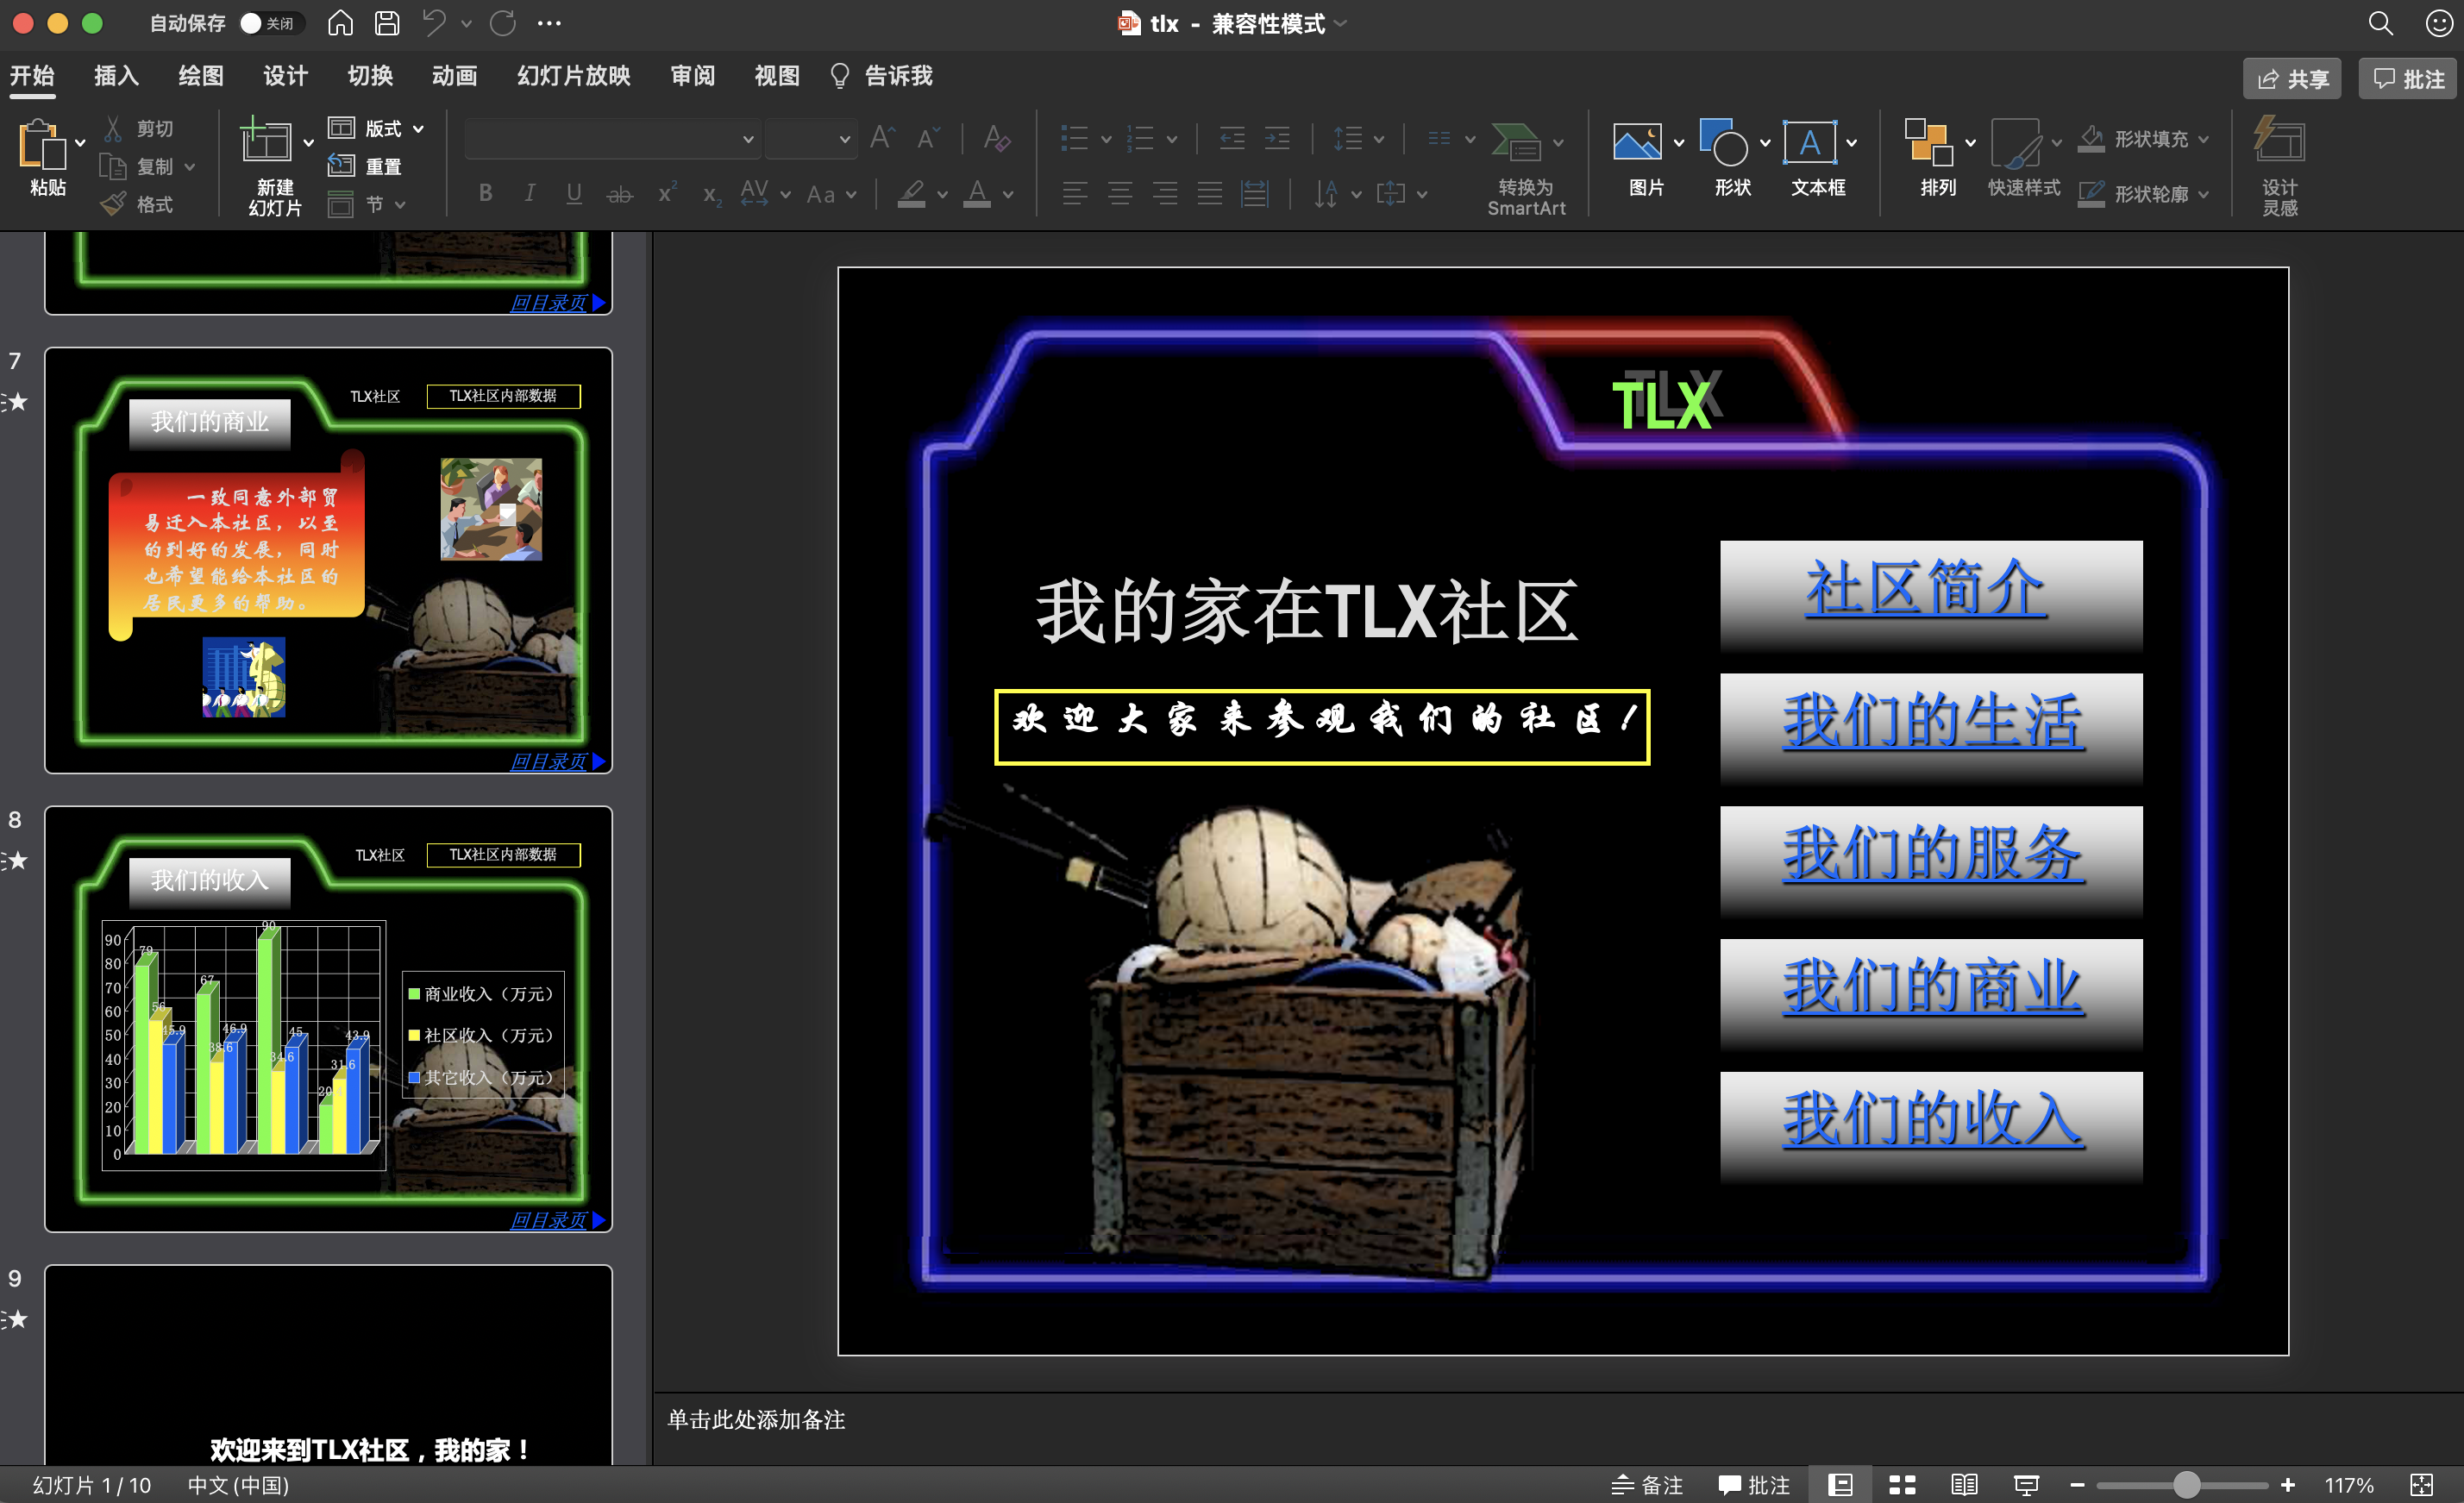 自动保存 关闭
tlx - 兼容性模式
开始 插入 绘图 设计 切换 动画 幻灯片放映 审阅 视图 告诉我
共享 批注
粘贴
剪切
复制
格式
新建
幻灯片
版式
重置
节
B I U ab x² x₂ AV Aa A
转换为
SmartArt
图片
形状
文本框
排列
快速样式
形状填充
形状轮廓
设计
灵感
回目录页
7
我们的商业
TLX社区
TLX社区内部数据
一致同意外部贸
易迁入本社区，以至
的到好的发展，同时
也希望能给本社区的
居民更多的帮助。
回目录页
8
我们的收入
TLX社区
TLX社区内部数据
90
80
70
60
50
40
30
20
10
0
79 56 45.9
67 38.6 46.9
90 34.6 45
31.6 43.9
商业收入（万元）
社区收入（万元）
其它收入（万元）
回目录页
9
欢迎来到TLX社区，我的家！
TLX
我的家在TLX社区
欢迎大家来参观我们的社区！
社区简介
我们的生活
我们的服务
我们的商业
我们的收入
单击此处添加备注
幻灯片 1 / 10 中文 (中国)
备注 批注 117%